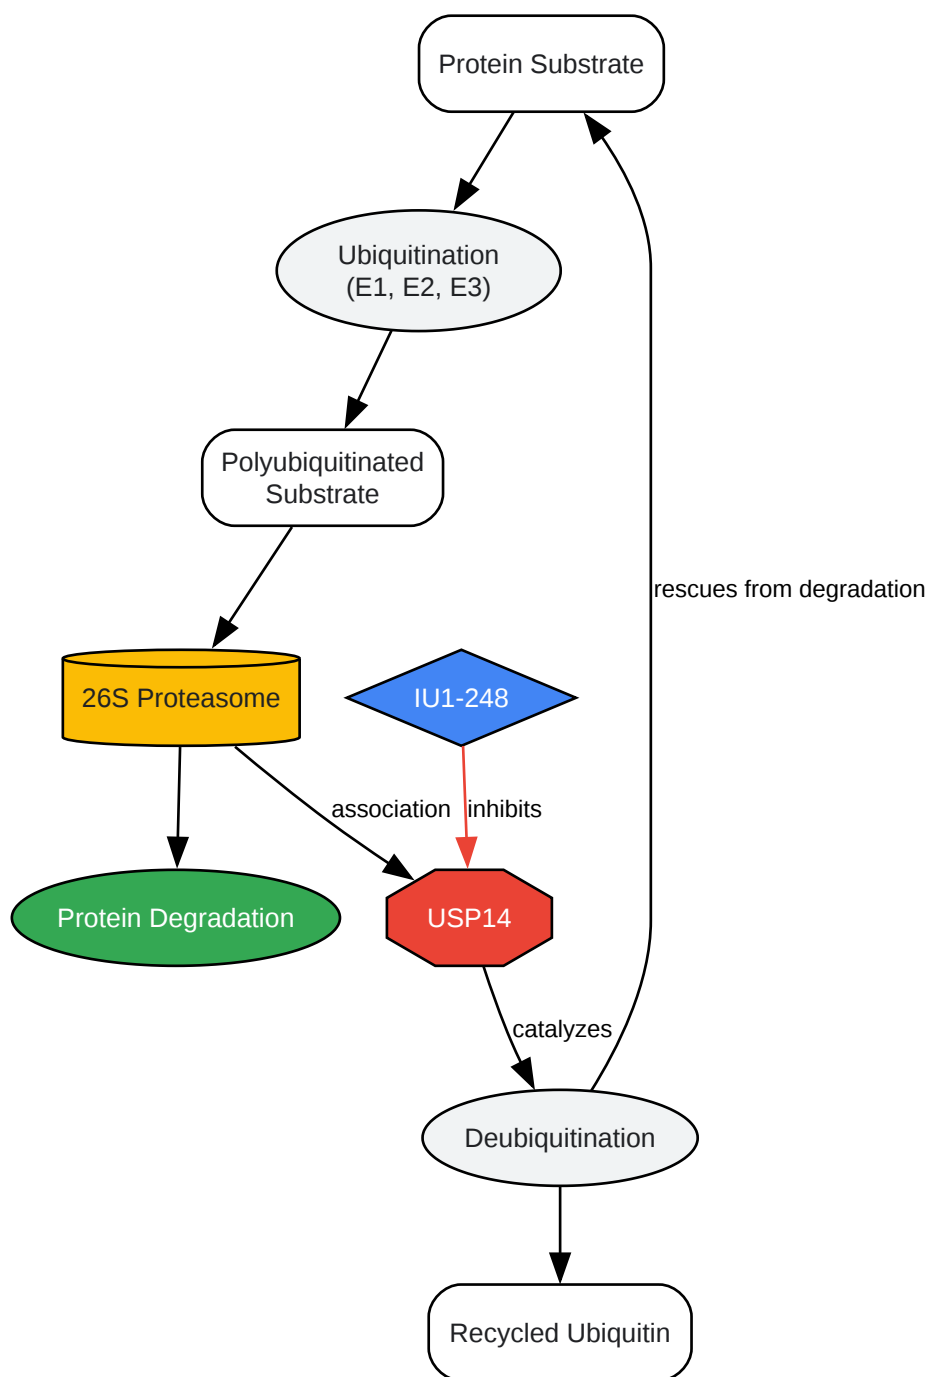 Protein Substrate
Ubiquitination
(E1, E2, E3)
Polyubiquitinated
Substrate
rescues from degradation
26S Proteasome
IU1-248
association
inhibits
Protein Degradation
USP14
catalyzes
Deubiquitination
Recycled Ubiquitin